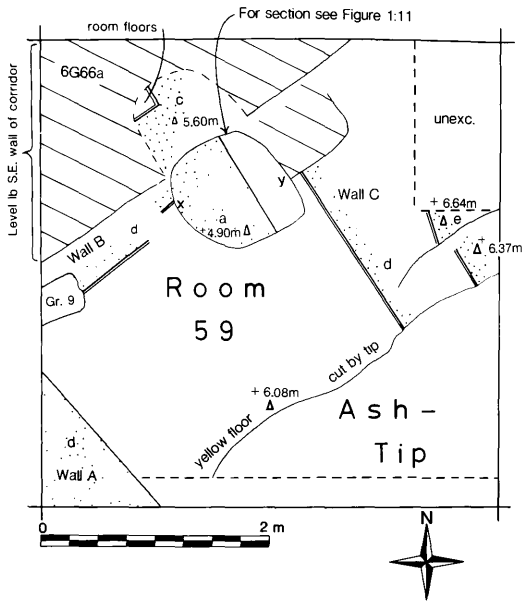 For section see Figure 1:11
room floors
Level Ib S.E. wall of corridor
6G66a
c
5.60m
unexc.
y
Wall C
+ 6.64m
e
x
a
+4.90m
+
6.37m
Wall B
d
d
Gr. 9
Room
59
cut by tip
+ 6.08m
yellow floor
Ash-
Tip
d
Wall A
0
2 m
N